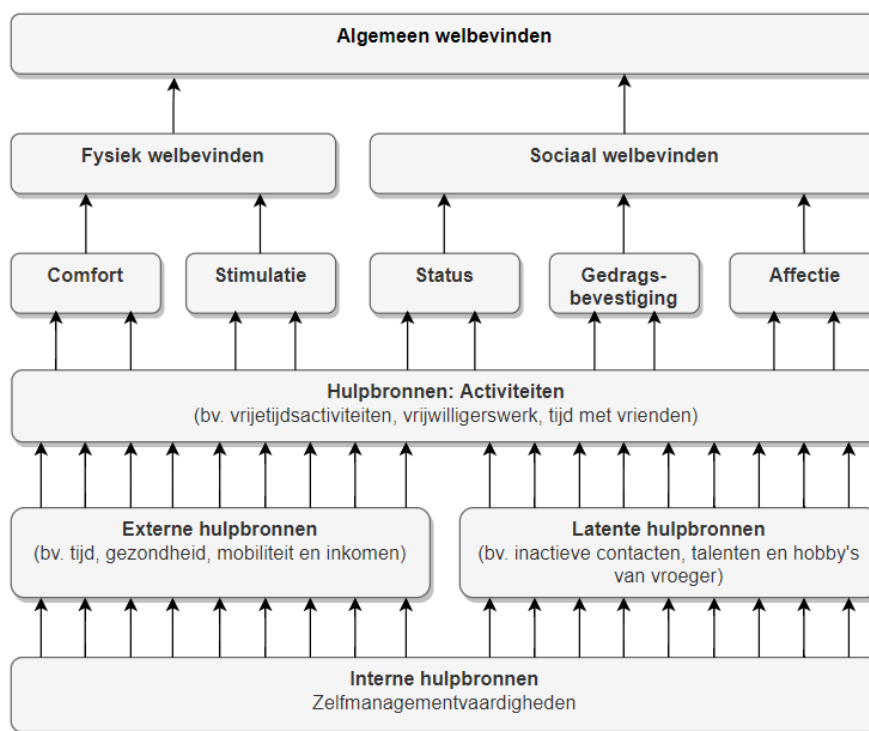 Algemeen welbevinden
Fysiek welbevinden
Sociaal welbevinden
Comfort
Stimulatie
Status
Gedrags-
bevestiging
Affectie
Hulpbronnen: Activiteiten
(bv. vrijetijdsactiviteiten, vrijwilligerswerk, tijd met vrienden)
Externe hulpbronnen
(bv. tijd, gezondheid, mobiliteit en inkomen)
Latente hulpbronnen
(bv. inactieve contacten, talenten en hobby's
van vroeger)
Interne hulpbronnen
Zelfmanagementvaardigheden